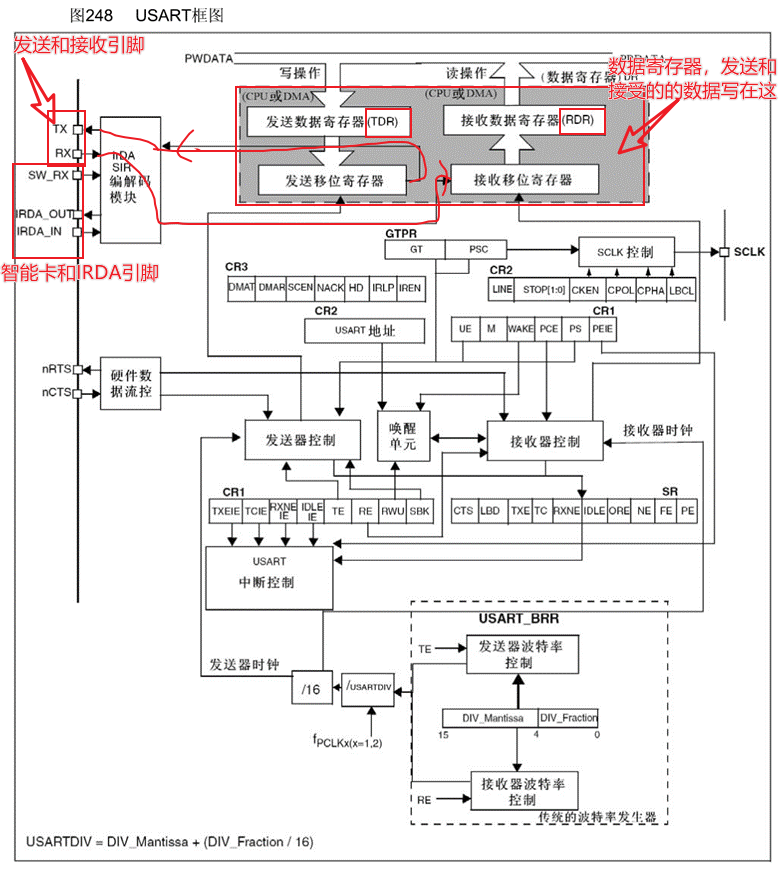 图248 USART框图
发送和接收引脚
PWDATA
PRDATA
写操作
读操作
(数据寄存器)DR
数据寄存器，发送和
接受的的数据写在这
(CPU或DMA)
(CPU或DMA)
发送数据寄存器(TDR)
接收数据寄存器(RDR)
TX
RX
SW_RX
IRDA_OUT
IRDA_IN
IrDA
SIR
编解码
模块
发送移位寄存器
接收移位寄存器
智能卡和IRDA引脚
GTPR
GT PSC
SCLK 控制
SCLK
CR3
DMAT DMAR SCEN NACK HD IRLP IREN
CR2
LINE STOP[1:0] CKEN CPOL CPHA LBCL
CR2
USART 地址
CR1
UE M WAKE PCE PS PEIE
nRTS
nCTS
硬件数
据流控
发送器控制
唤醒
单元
接收器控制
接收器时钟
CR1
TXEIE TCIE RXNE IE IDLE IE TE RE RWU SBK
SR
CTS LBD TXE TC RXNE IDLE ORE NE FE PE
USART
中断控制
USART_BRR
发送器时钟
TE
发送器波特率
控制
/16
/USARTDIV
fPCLKx(x=1,2)
DIV_Mantissa DIV_Fraction
15 4 0
RE
接收器波特率
控制
传统的波特率发生器
USARTDIV = DIV_Mantissa + (DIV_Fraction / 16)